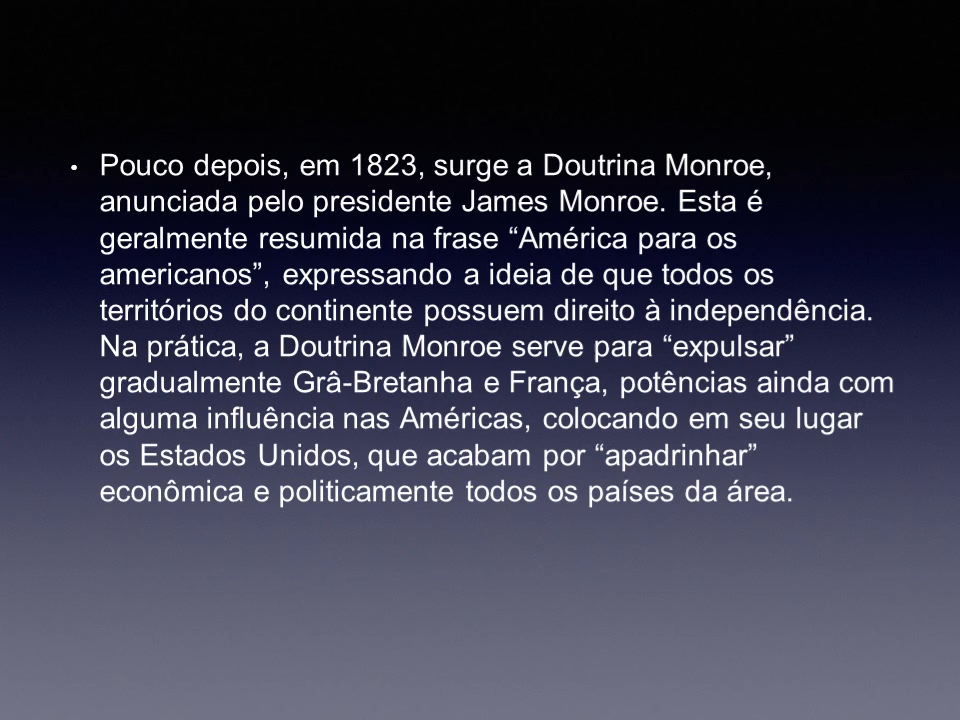 • Pouco depois, em 1823, surge a Doutrina Monroe,
anunciada pelo presidente James Monroe. Esta é
geralmente resumida na frase “América para os
americanos”, expressando a ideia de que todos os
territórios do continente possuem direito à independência.
Na prática, a Doutrina Monroe serve para “expulsar”
gradualmente Grâ-Bretanha e França, potências ainda com
alguma influência nas Américas, colocando em seu lugar
os Estados Unidos, que acabam por “apadrinhar”
econômica e politicamente todos os países da área.